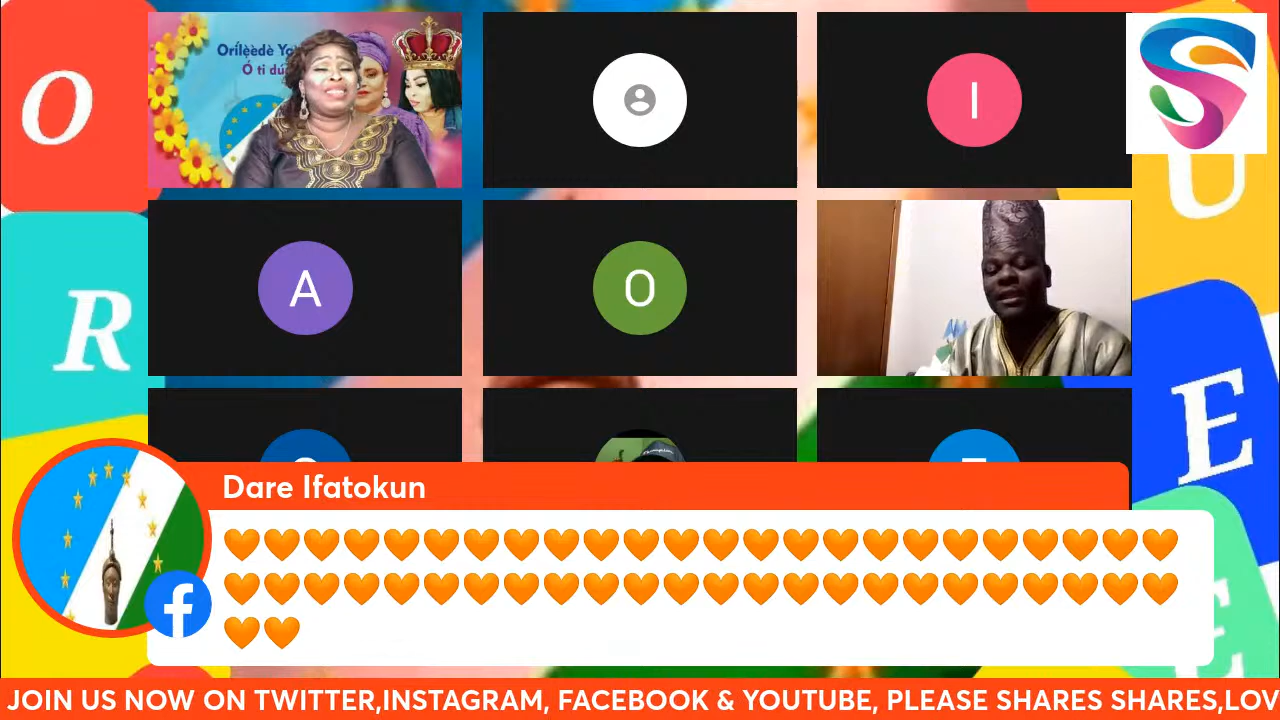 O
R
U
E
E
Orílẹ̀èdè Yo
Ó ti dú
I
A
O
Dare Ifatokun
🧡🧡🧡🧡🧡🧡🧡🧡🧡🧡🧡🧡🧡🧡🧡🧡🧡🧡🧡🧡🧡🧡🧡🧡
🧡🧡🧡🧡🧡🧡🧡🧡🧡🧡🧡🧡🧡🧡🧡🧡🧡🧡🧡🧡🧡🧡🧡🧡
🧡🧡
JOIN US NOW ON TWITTER,INSTAGRAM, FACEBOOK & YOUTUBE, PLEASE SHARES SHARES,LOV